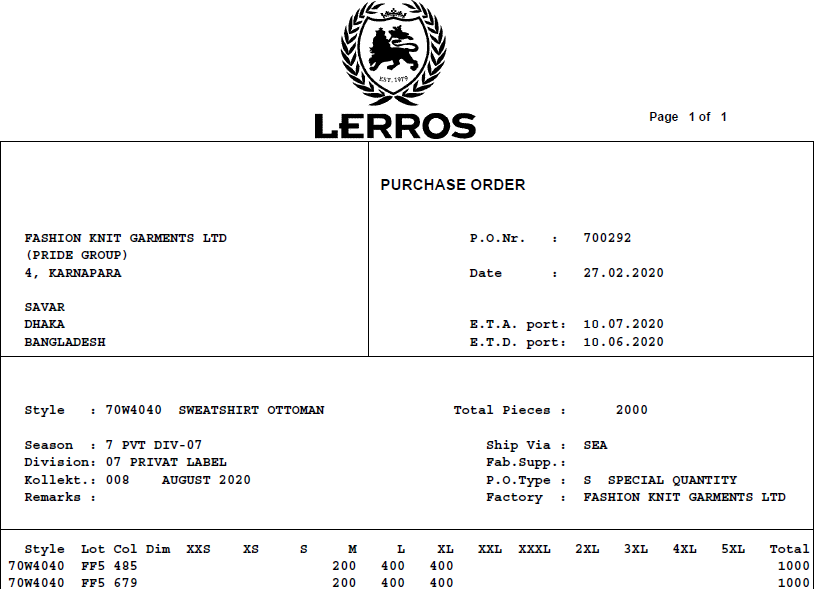 EST. 1979
LERROS
Page 1 of 1
PURCHASE ORDER
FASHION KNIT GARMENTS LTD P.O.Nr. : 700292
(PRIDE GROUP)
4, KARNAPARA Date : 27.02.2020
SAVAR
DHAKA E.T.A. port: 10.07.2020
BANGLADESH E.T.D. port: 10.06.2020
Style : 70W4040 SWEATSHIRT OTTOMAN Total Pieces : 2000
Season : 7 PVT DIV-07 Ship Via : SEA
Division: 07 PRIVAT LABEL Fab.Supp.:
Kollekt.: 008 AUGUST 2020 P.O.Type : S SPECIAL QUANTITY
Remarks : Factory : FASHION KNIT GARMENTS LTD
Style Lot Col Dim XXS XS S M L XL XXL XXXL 2XL 3XL 4XL 5XL Total
70W4040 FF5 485 200 400 400 1000
70W4040 FF5 679 200 400 400 1000